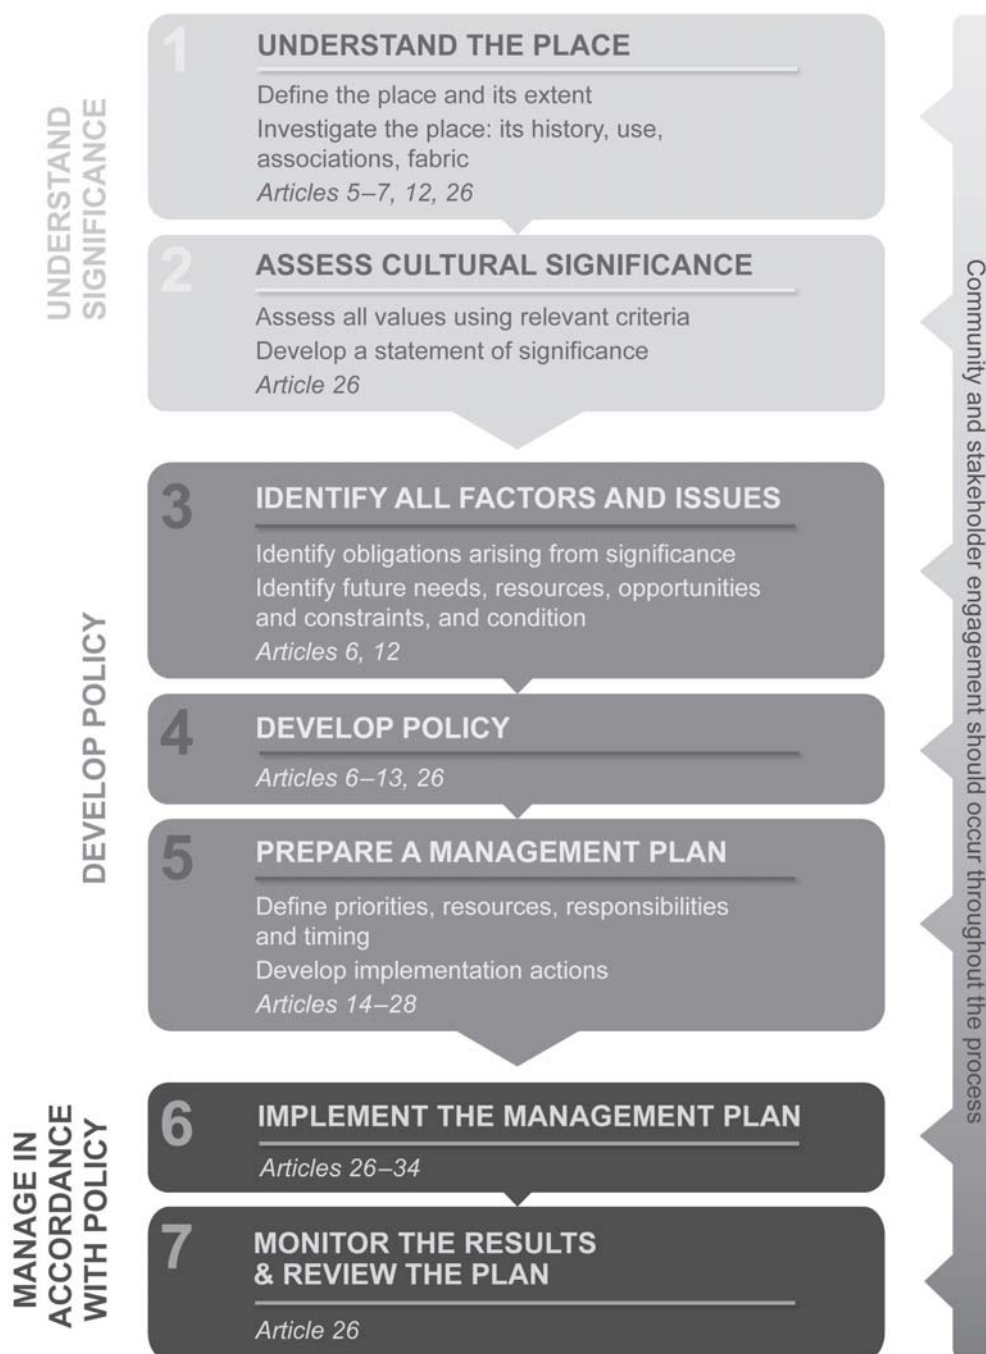 UNDERSTAND
SIGNIFICANCE
1
UNDERSTAND THE PLACE
Define the place and its extent
Investigate the place: its history, use,
associations, fabric
Articles 5–7, 12, 26
2
ASSESS CULTURAL SIGNIFICANCE
Assess all values using relevant criteria
Develop a statement of significance
Article 26
DEVELOP POLICY
3
IDENTIFY ALL FACTORS AND ISSUES
Identify obligations arising from significance
Identify future needs, resources, opportunities
and constraints, and condition
Articles 6, 12
4
DEVELOP POLICY
Articles 6–13, 26
5
PREPARE A MANAGEMENT PLAN
Define priorities, resources, responsibilities
and timing
Develop implementation actions
Articles 14–28
MANAGE IN
ACCORDANCE
WITH POLICY
6
IMPLEMENT THE MANAGEMENT PLAN
Articles 26–34
7
MONITOR THE RESULTS
& REVIEW THE PLAN
Article 26
Community and stakeholder engagement should occur throughout the process